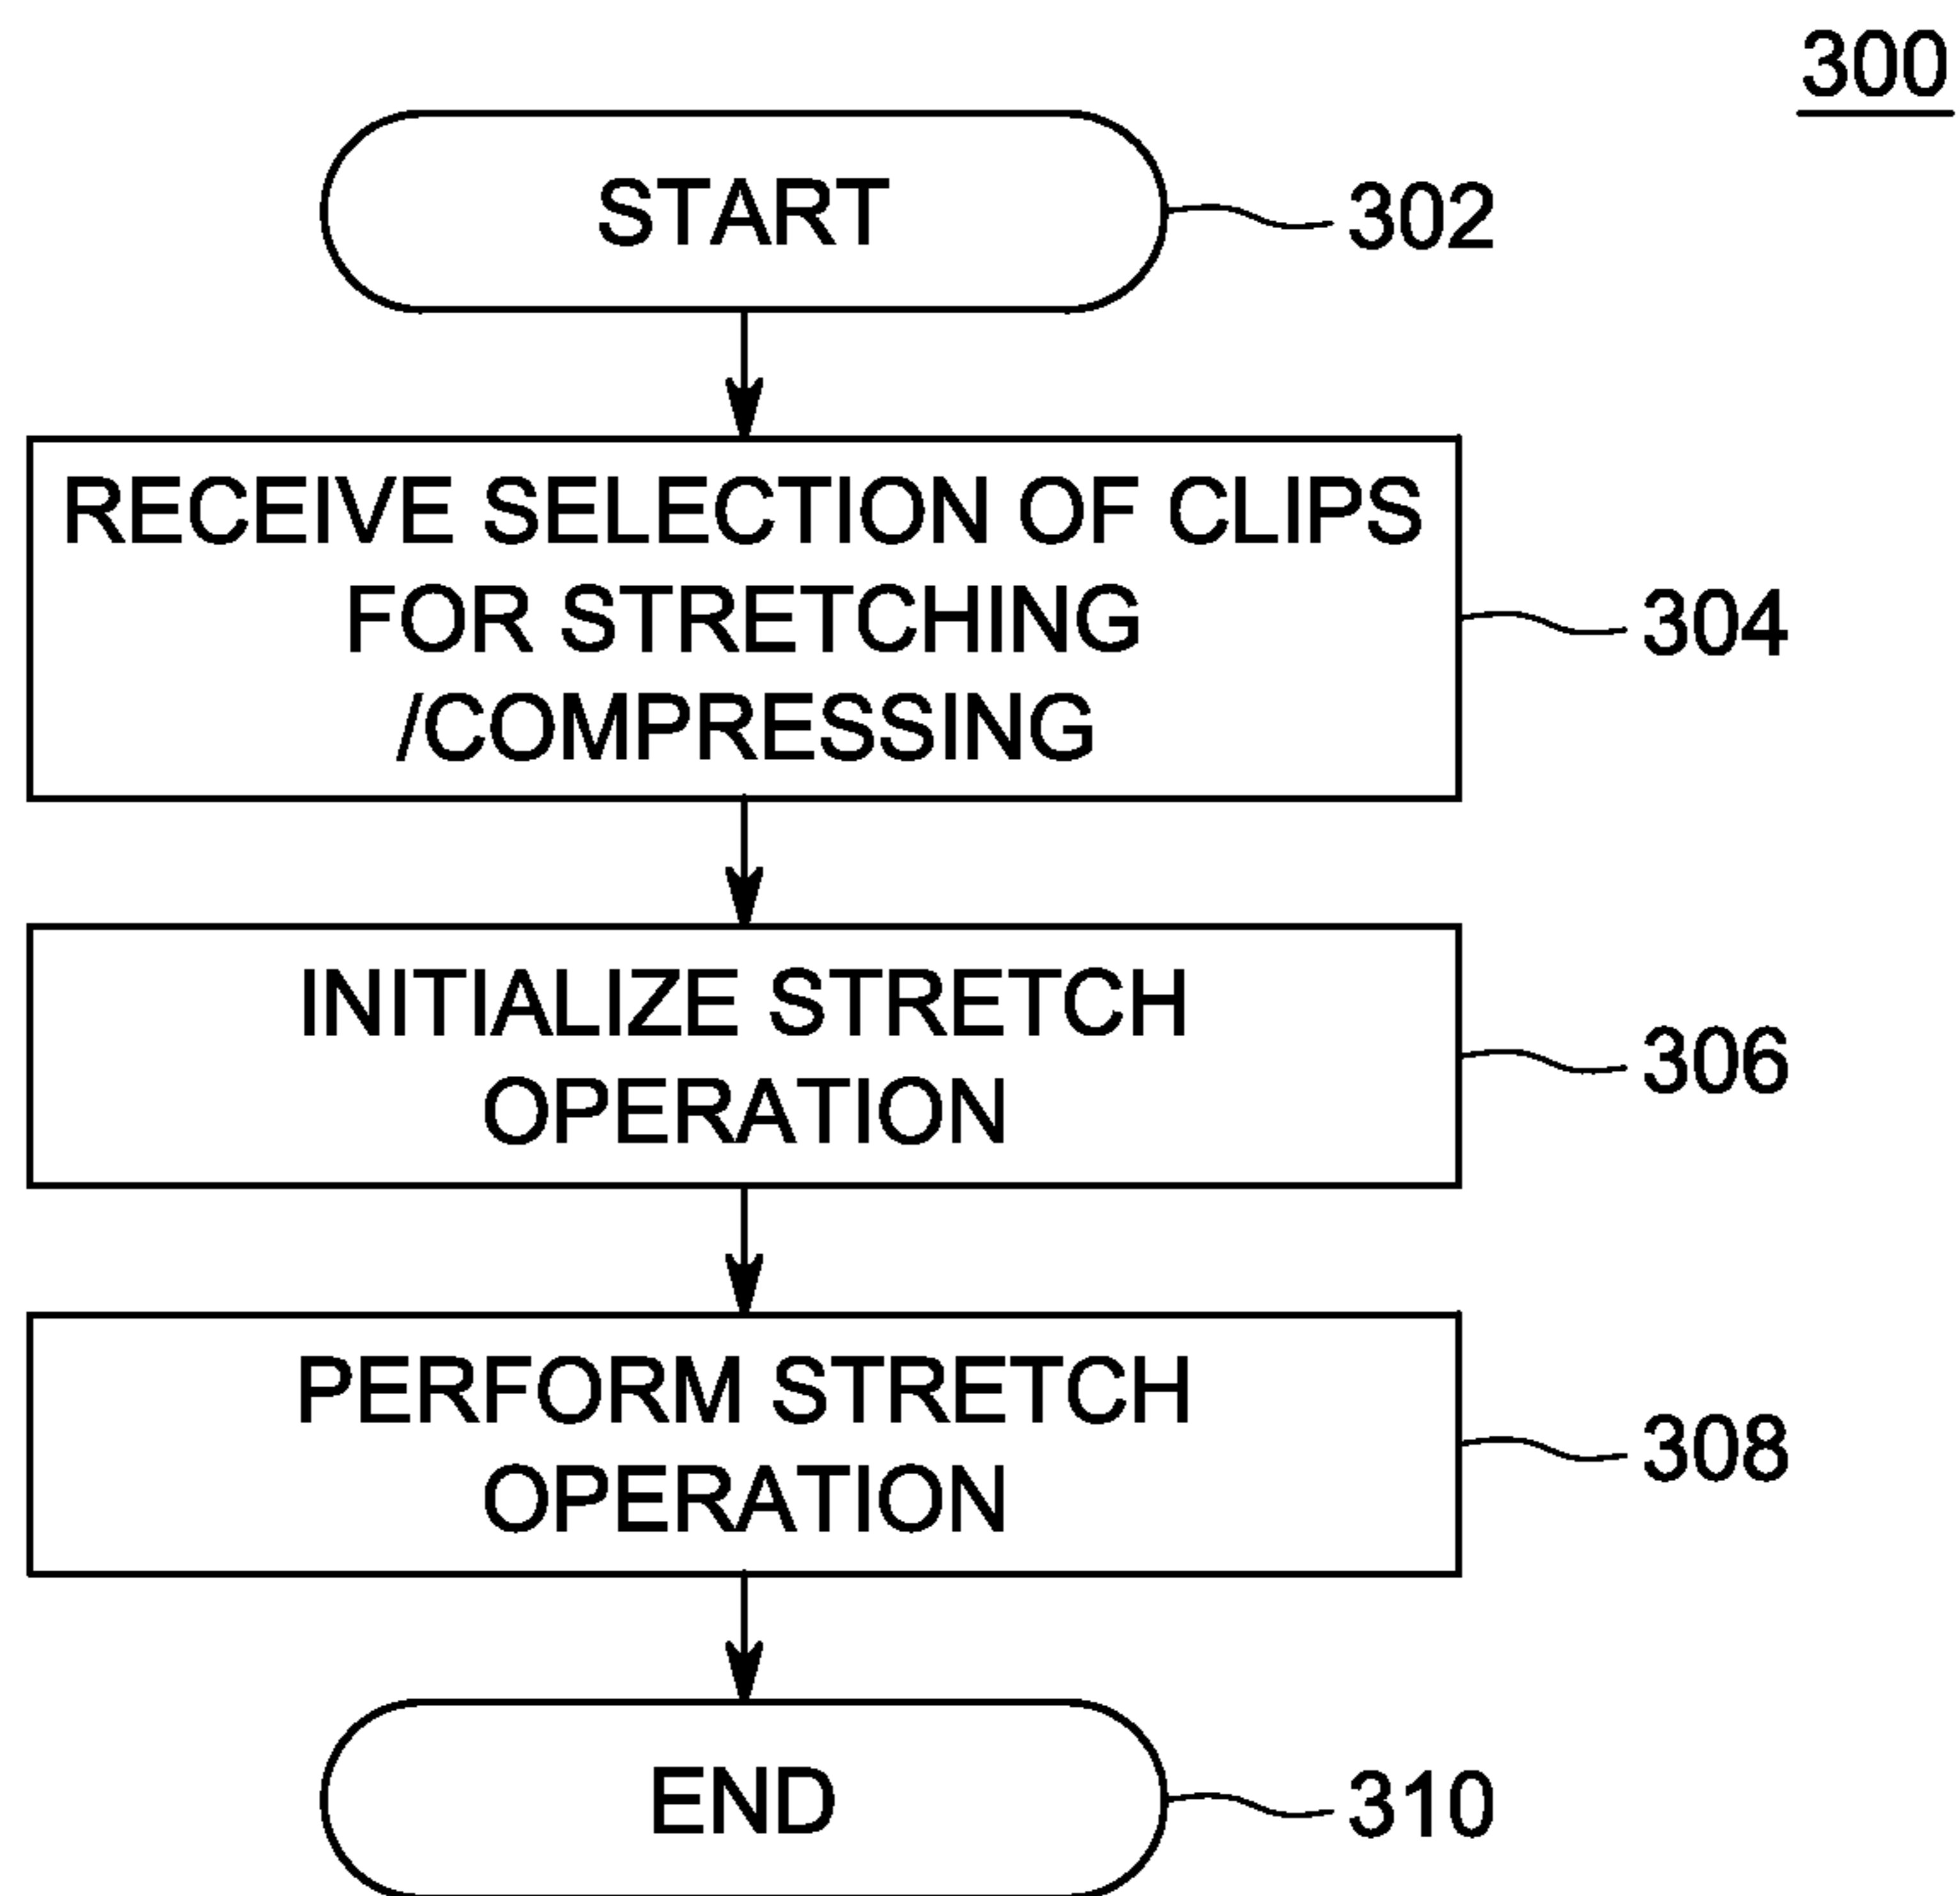 300
START
302
RECEIVE SELECTION OF CLIPS
FOR STRETCHING
/COMPRESSING
304
INITIALIZE STRETCH
OPERATION
306
PERFORM STRETCH
OPERATION
308
END
310